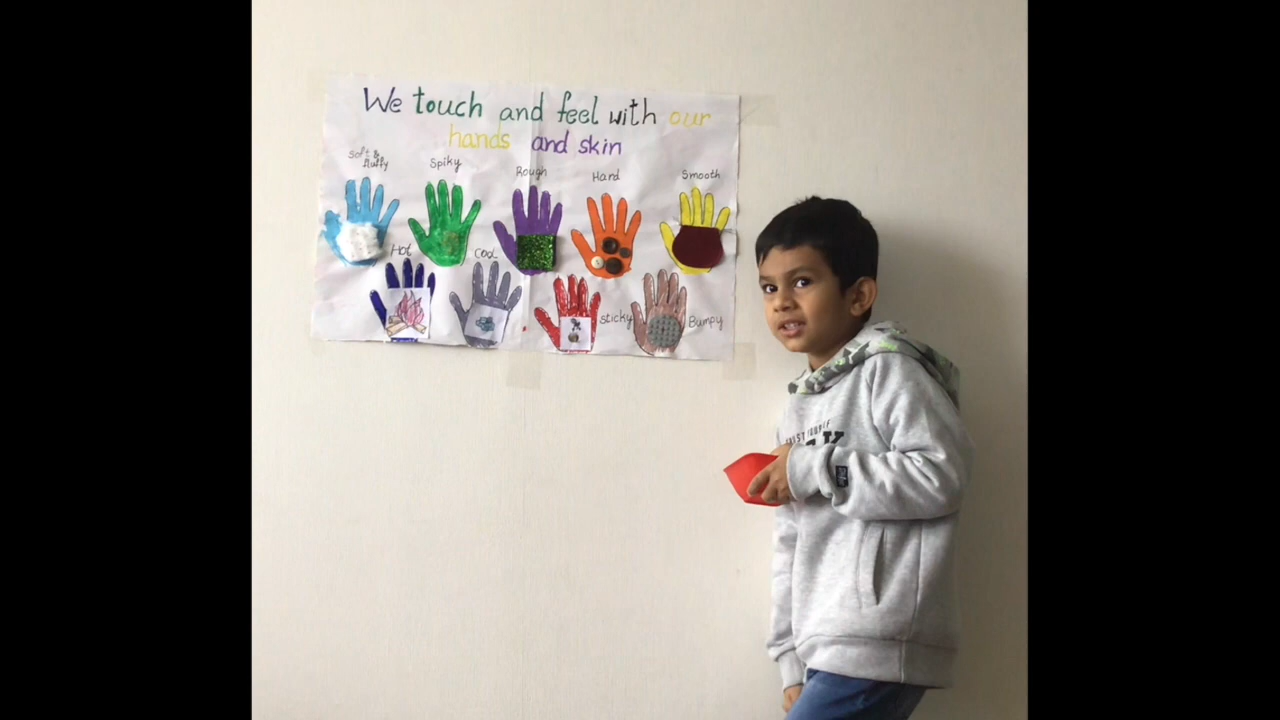 We touch and feel with our
hands and skin
Soft &
fluffy
Spiky
Rough
Hard
Smooth
Hot
Cool
Sticky
Bumpy